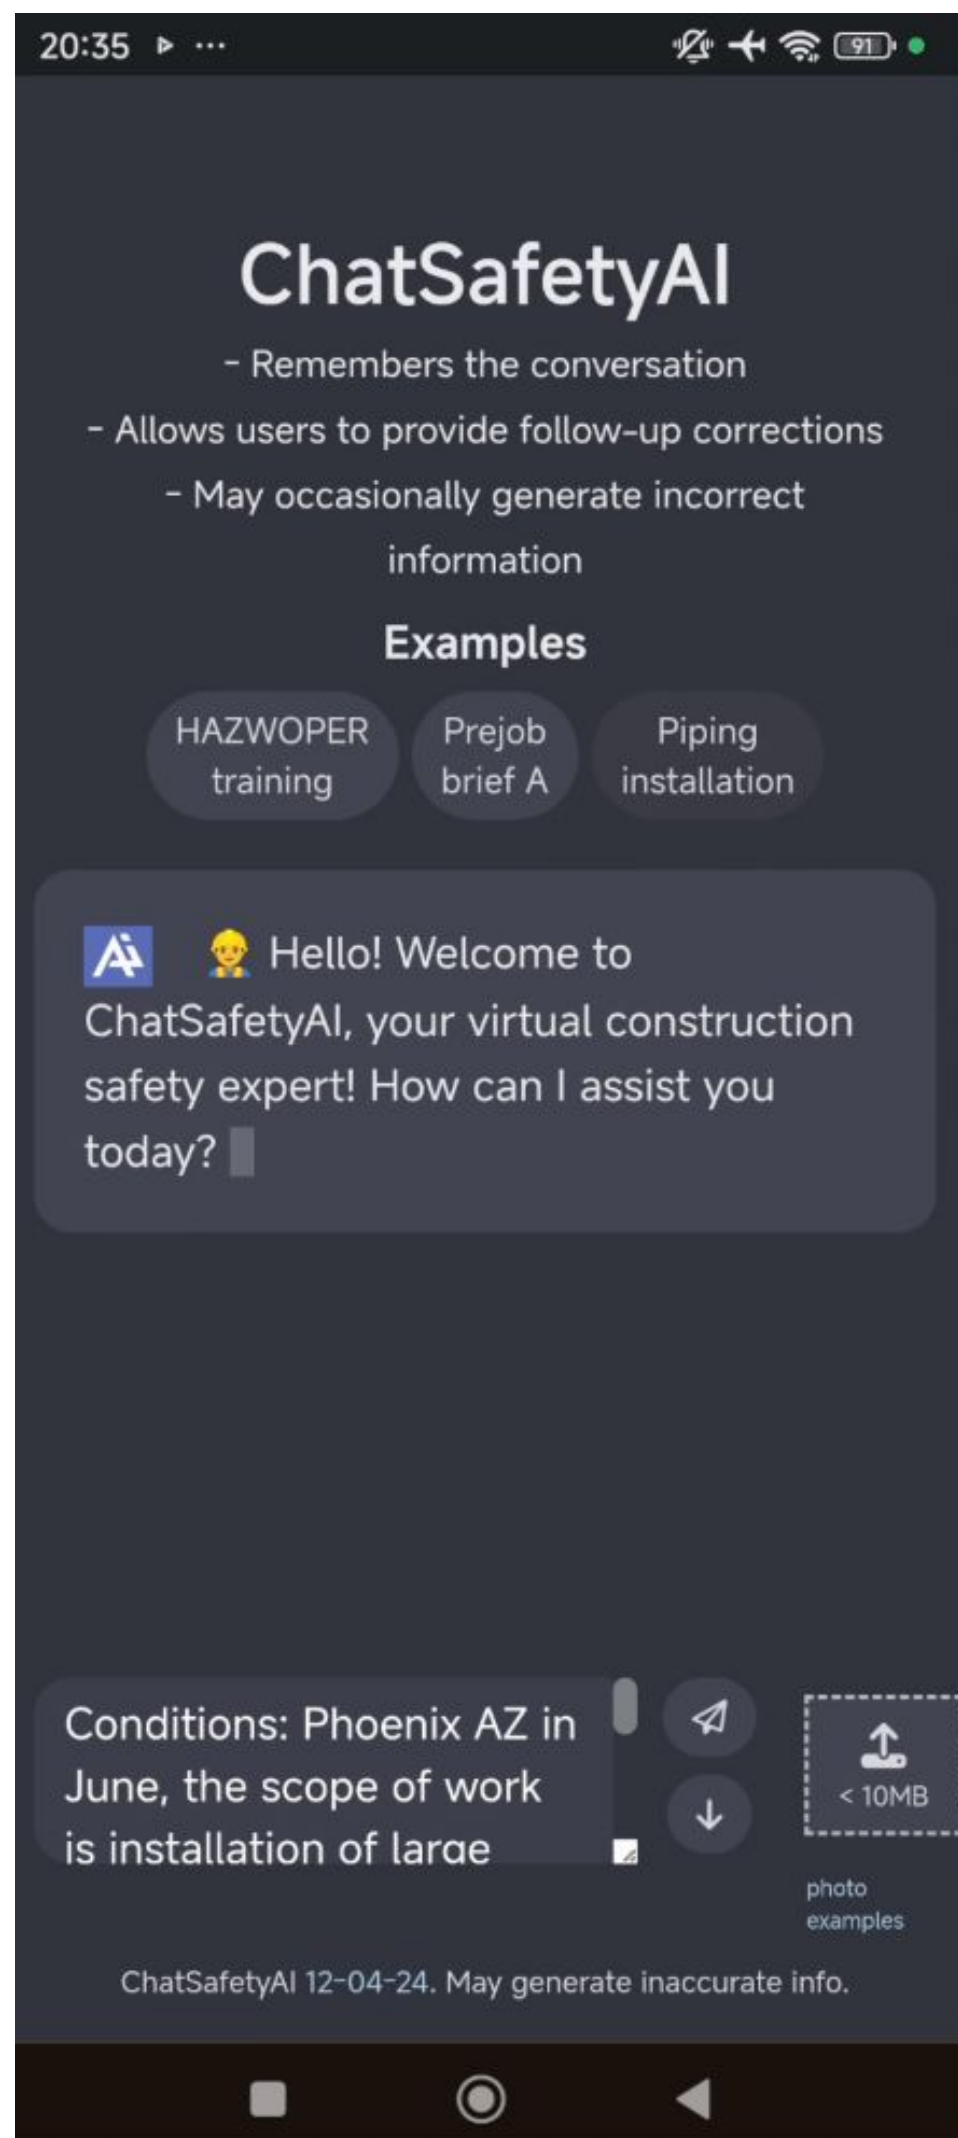 20:35
91
ChatSafetyAI
- Remembers the conversation
- Allows users to provide follow-up corrections
- May occasionally generate incorrect
information
Examples
HAZWOPER
training
Prejob
brief A
Piping
installation
Ai Hello! Welcome to
ChatSafetyAI, your virtual construction
safety expert! How can I assist you
today?
Conditions: Phoenix AZ in
June, the scope of work
is installation of large
< 10MB
photo
examples
ChatSafetyAI 12-04-24. May generate inaccurate info.